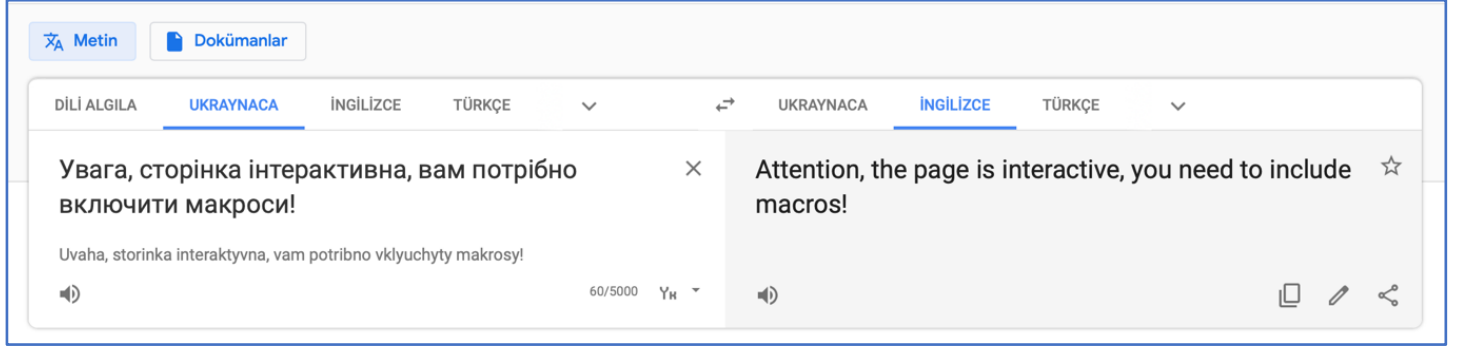 Metin Dokümanlar
DİLİ ALGILA UKRAYNACA İNGİLİZCE TÜRKÇE UKRAYNACA İNGİLİZCE TÜRKÇE
Увага, сторінка інтерактивна, вам потрібно
включити макроси!
Uvaha, storinka interaktyvna, vam potribno vklyuchyty makrosy!
60/5000
Attention, the page is interactive, you need to include
macros!